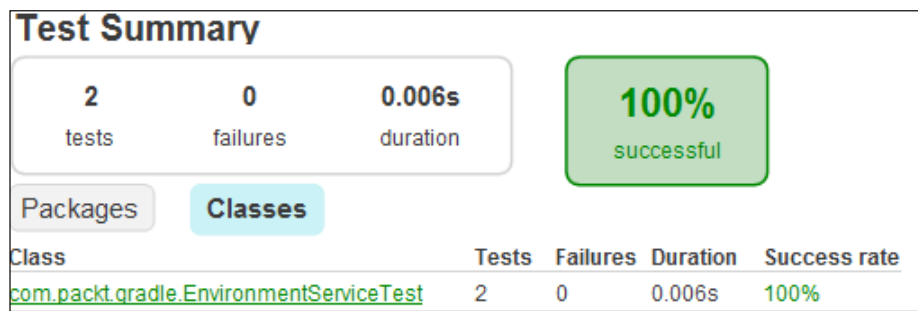 Test Summary
2 0 0.006s
tests failures duration
100%
successful
Packages Classes
Class Tests Failures Duration Success rate
com.packt.gradle.EnvironmentServiceTest 2 0 0.006s 100%